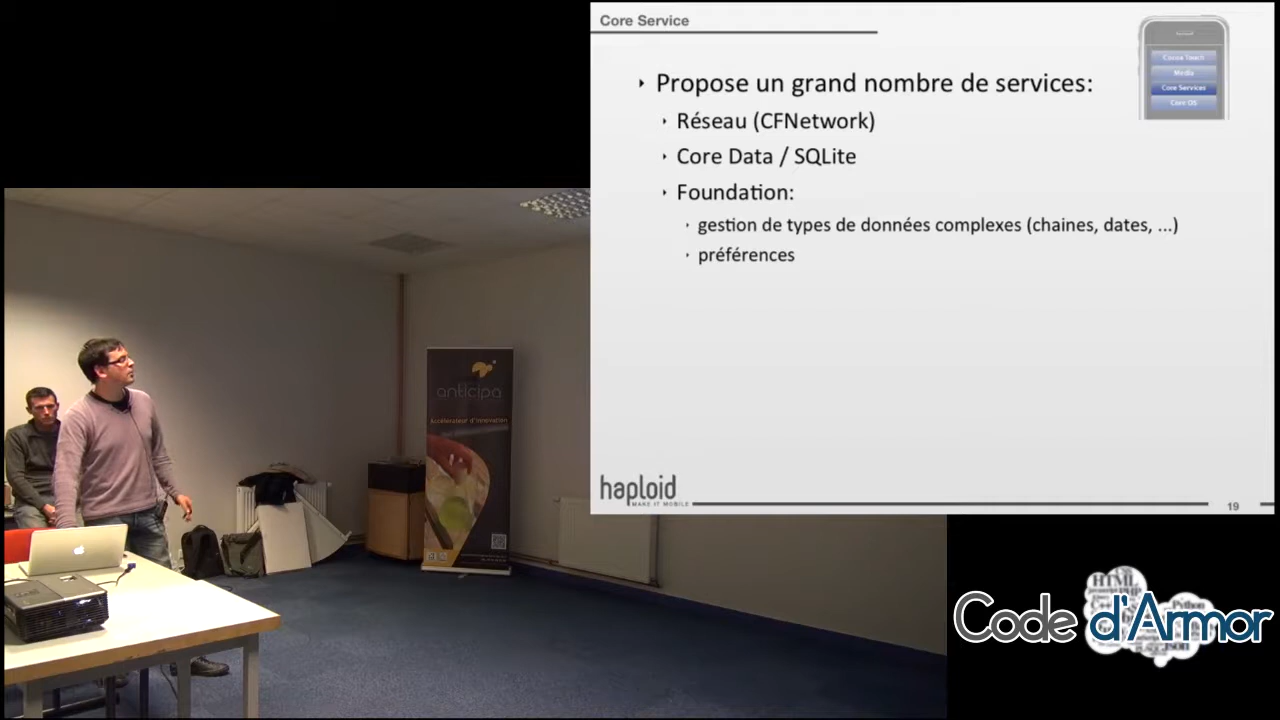 Core Service
Cocoa Touch
Media
Core Services
Core OS
Propose un grand nombre de services:
Réseau (CFNetwork)
Core Data / SQLite
Foundation:
gestion de types de données complexes (chaines, dates, ...)
préférences
haploid
MAKE IT MOBILE
19
anticipa
Accélérateur d'innovation
Code d'Armor
HTML
Python